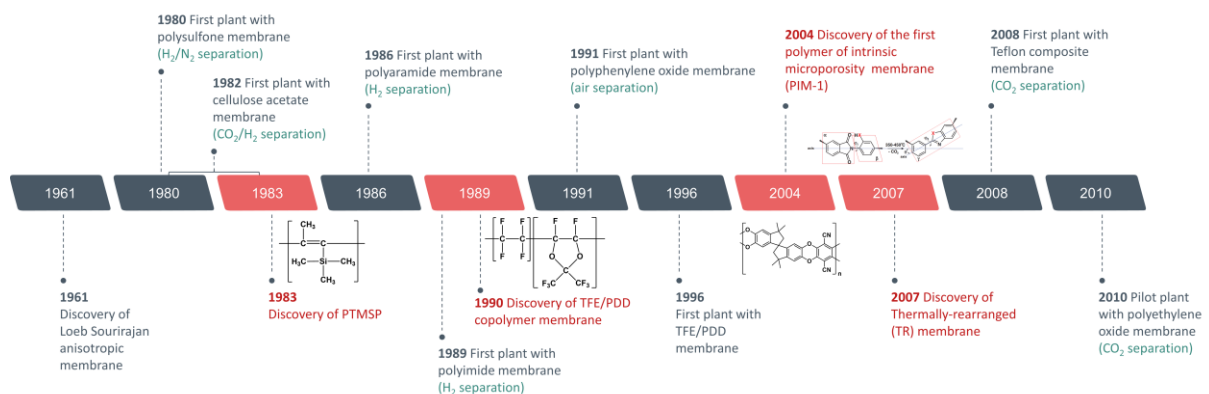 1980 First plant with
polysulfone membrane
(H₂/N₂ separation)
1982 First plant with
cellulose acetate
membrane
(CO₂/H₂ separation)
1986 First plant with
polyaramide membrane
(H₂ separation)
1991 First plant with
polyphenylene oxide membrane
(air separation)
2004 Discovery of the first
polymer of intrinsic
microporosity membrane
(PIM-1)
2008 First plant with
Teflon composite
membrane
(CO₂ separation)
1961
1980
1983
1986
1989
1991
1996
2004
2007
2008
2010
CH₃
C C
H₃C Si CH₃
CH₃
F F F F
C C C C
F F O O
C
F₃C CF₃
O CN
O
O
O CN
n
1961
Discovery of
Loeb Sourirajan
anisotropic
membrane
1983
Discovery of PTMSP
1990 Discovery of TFE/PDD
copolymer membrane
1989 First plant with
polyimide membrane
(H₂ separation)
1996
First plant with
TFE/PDD
membrane
2007 Discovery of
Thermally-rearranged
(TR) membrane
2010 Pilot plant
with polyethylene
oxide membrane
(CO₂ separation)